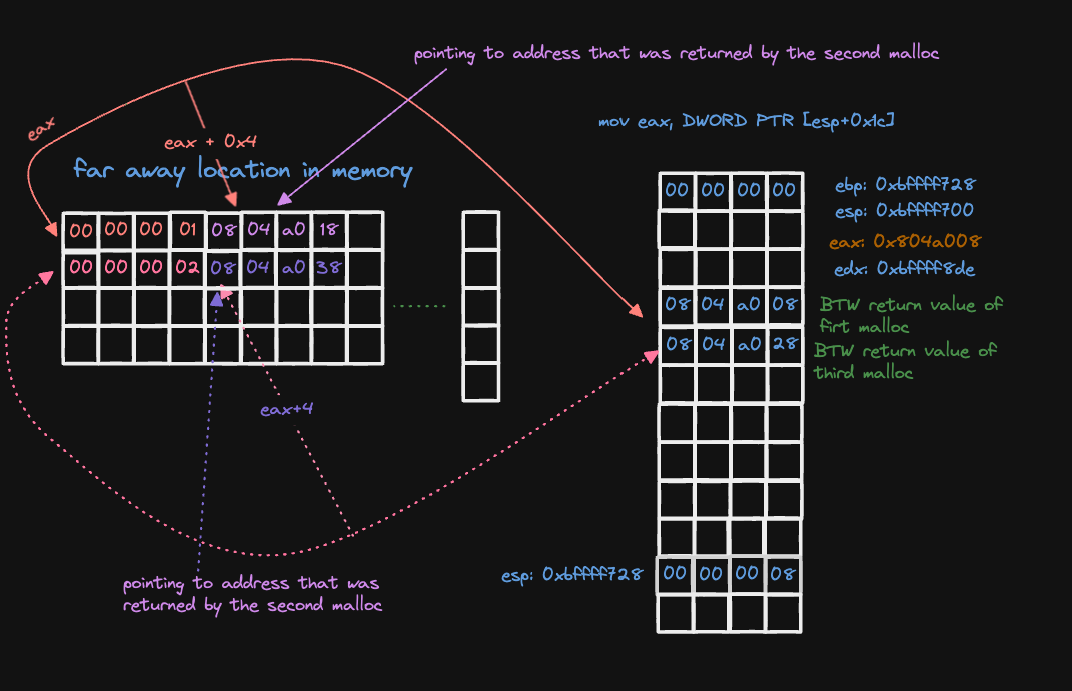 pointing to address that was returned by the second malloc
eax
eax + 0x4
mov eax, DWORD PTR [esp+0x1c]
far away location in memory
00 00 00 01 08 04 a0 18
00 00 00 02 08 04 a0 38
eax+4
pointing to address that was
returned by the second malloc
00 00 00 00
ebp: 0xbffff728
esp: 0xbffff700
eax: 0x804a008
edx: 0xbffff8de
08 04 a0 08
BTW return value of
firt malloc
08 04 a0 28
BTW return value of
third malloc
esp: 0xbffff728
00 00 00 08